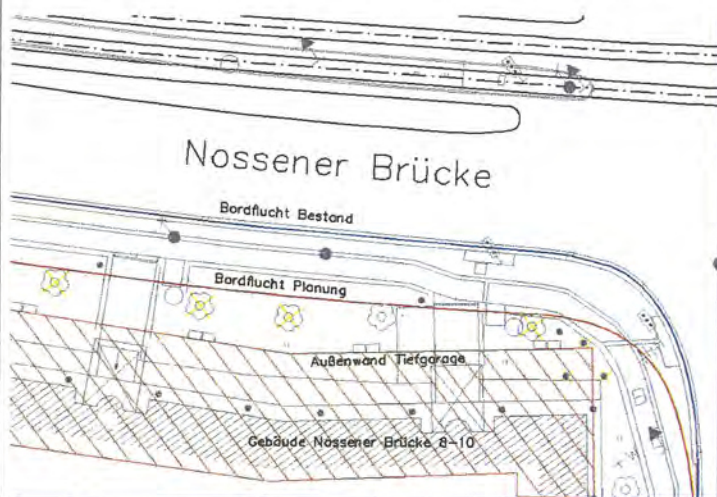 Nossener Brücke
Bordflucht Bestand
Bordflucht Planung
Außenwand Tiefgarage
Gebäude Nossener Brücke 8-10